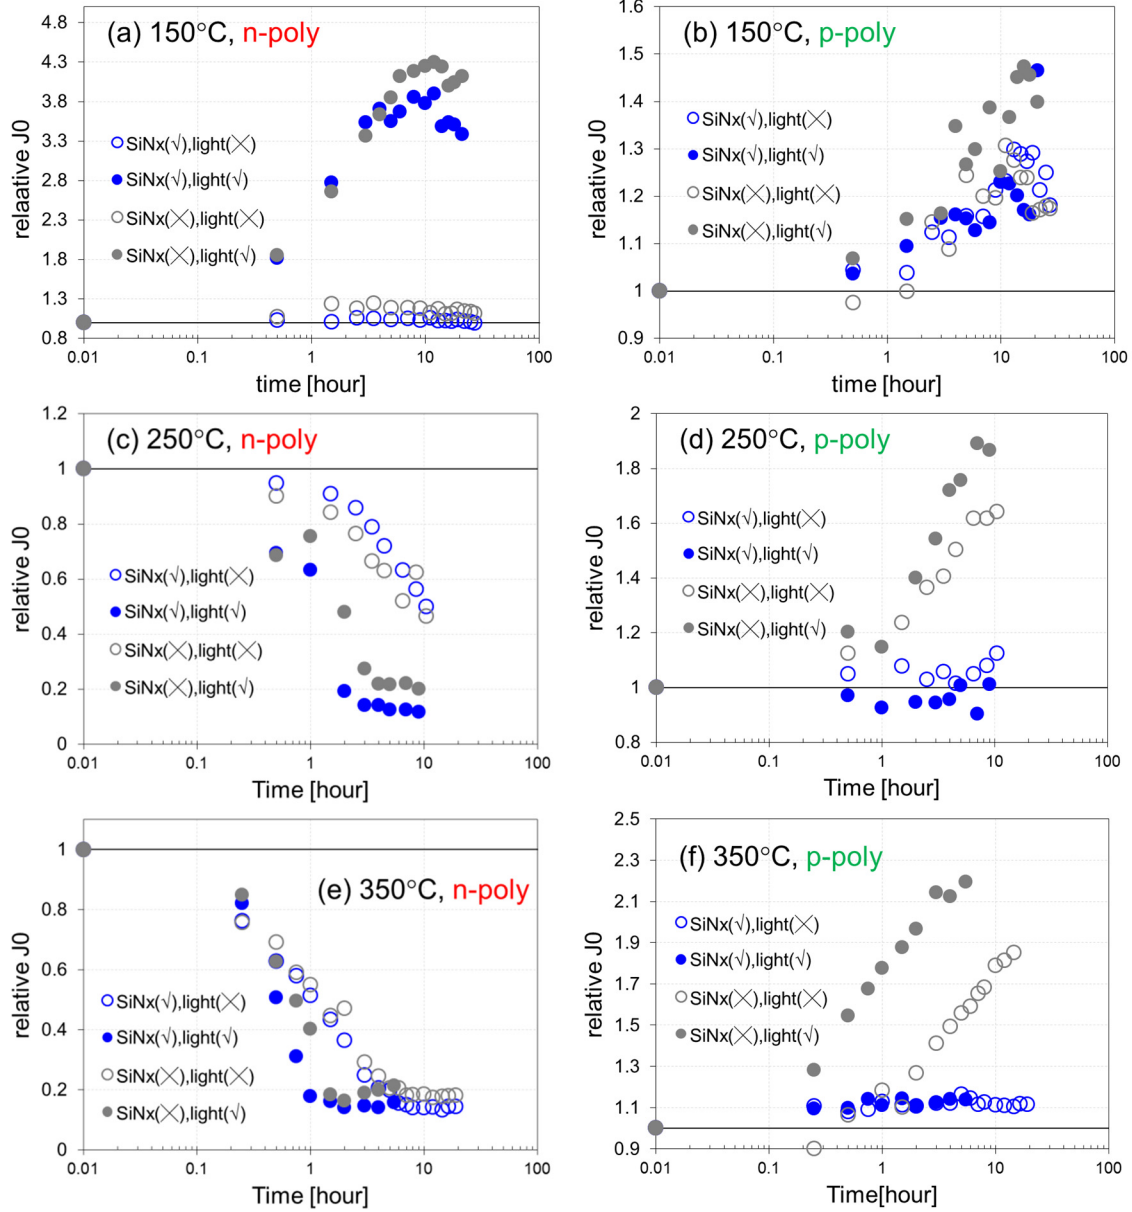 (a) 150°C, n-poly
relaative J0
4.8
4.3
3.8
3.3
2.8
2.3
1.8
1.3
0.8
SiNx(√),light(╳)
SiNx(√),light(√)
SiNx(╳),light(╳)
SiNx(╳),light(√)
0.01 0.1 1 10 100
time [hour]
(b) 150°C, p-poly
relative J0
1.6
1.5
1.4
1.3
1.2
1.1
1
0.9
SiNx(√),light(╳)
SiNx(√),light(√)
SiNx(╳),light(╳)
SiNx(╳),light(√)
0.01 0.1 1 10 100
time [hour]
(c) 250°C, n-poly
relative J0
1.2
1
0.8
0.6
0.4
0.2
0
SiNx(√),light(╳)
SiNx(√),light(√)
SiNx(╳),light(╳)
SiNx(╳),light(√)
0.01 0.1 1 10 100
Time [hour]
(d) 250°C, p-poly
relative J0
2
1.8
1.6
1.4
1.2
1
0.8
SiNx(√),light(╳)
SiNx(√),light(√)
SiNx(╳),light(╳)
SiNx(╳),light(√)
0.01 0.1 1 10 100
Time [hour]
(e) 350°C, n-poly
relative J0
1
0.8
0.6
0.4
0.2
0
SiNx(√),light(╳)
SiNx(√),light(√)
SiNx(╳),light(╳)
SiNx(╳),light(√)
0.01 0.1 1 10 100
Time [hour]
(f) 350°C, p-poly
relative J0
2.5
2.3
2.1
1.9
1.7
1.5
1.3
1.1
0.9
SiNx(√),light(╳)
SiNx(√),light(√)
SiNx(╳),light(╳)
SiNx(╳),light(√)
0.01 0.1 1 10 100
Time[hour]